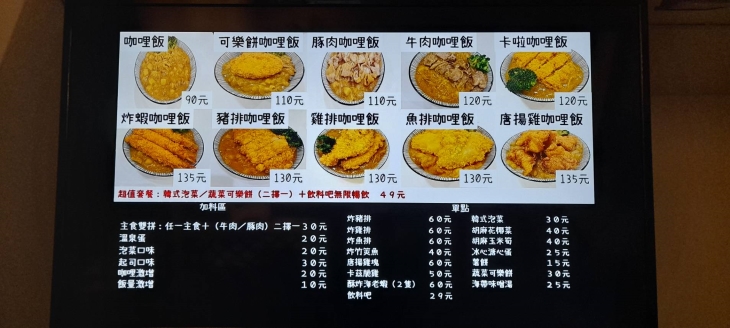 咖哩飯 可樂餅咖哩飯 豚肉咖哩飯 牛肉咖哩飯 卡啦咖哩飯
90元 110元 110元 120元 120元
炸蝦咖哩飯 豬排咖哩飯 雞排咖哩飯 魚排咖哩飯 唐揚雞咖哩飯
135元 130元 130元 130元 135元
超值套餐：韓式泡菜／蔬菜可樂餅（二擇一）＋飲料吧無限暢飲 49元
加料區
主食雙拼：任一主食＋（牛肉／豚肉）二擇一30元
溫泉蛋 20元
泡菜口味 20元
起司口味 30元
咖哩激增 20元
飯量激增 10元
單點
炸豬排 60元
炸雞排 60元
炸魚排 60元
炸竹筴魚 40元
唐揚雞塊 60元
卡茲脆雞 50元
酥炸海老蝦（2隻） 60元
飲料吧 29元
韓式泡菜 30元
胡麻花椰菜 40元
胡麻玉米筍 40元
冰心溏心蛋 25元
薯餅 15元
蔬菜可樂餅 30元
海帶味噌湯 25元